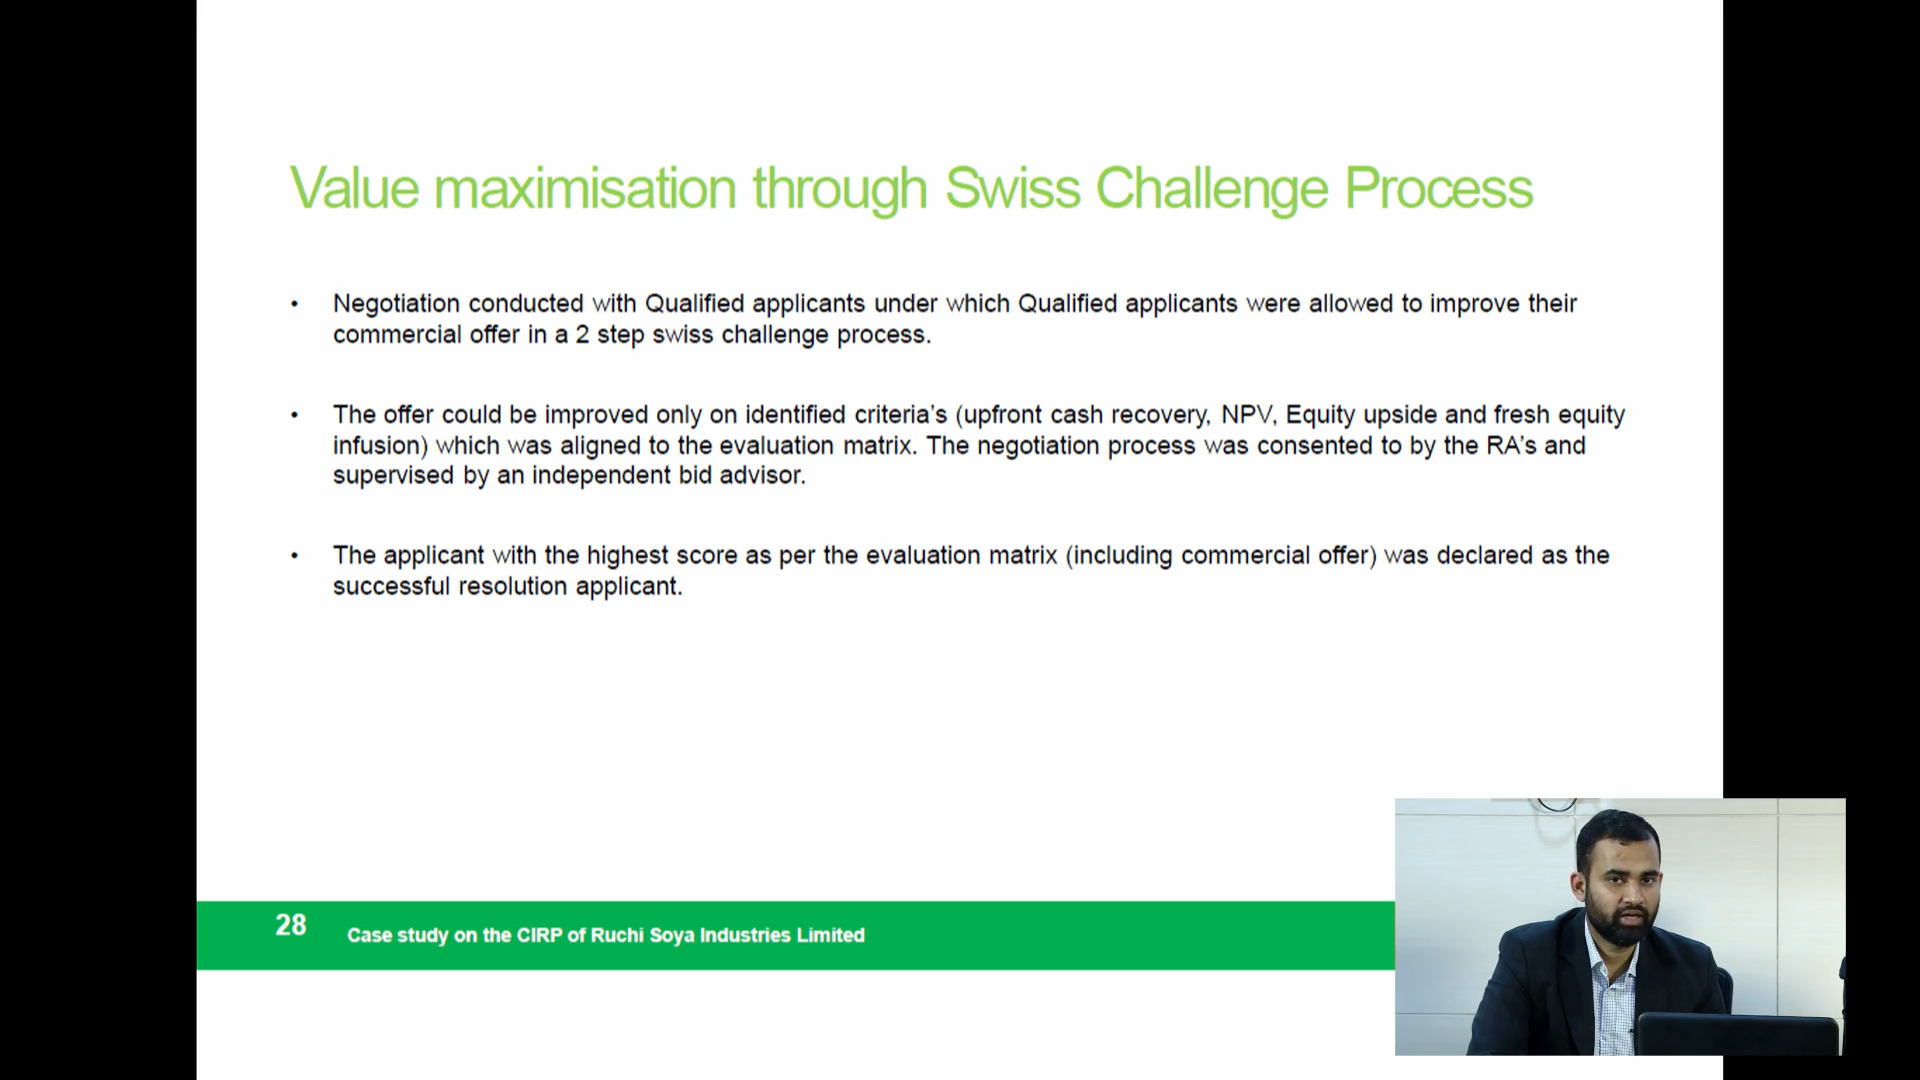 Value maximisation through Swiss Challenge Process
• Negotiation conducted with Qualified applicants under which Qualified applicants were allowed to improve their
commercial offer in a 2 step swiss challenge process.
• The offer could be improved only on identified criteria’s (upfront cash recovery, NPV, Equity upside and fresh equity
infusion) which was aligned to the evaluation matrix. The negotiation process was consented to by the RA’s and
supervised by an independent bid advisor.
• The applicant with the highest score as per the evaluation matrix (including commercial offer) was declared as the
successful resolution applicant.
28 Case study on the CIRP of Ruchi Soya Industries Limited